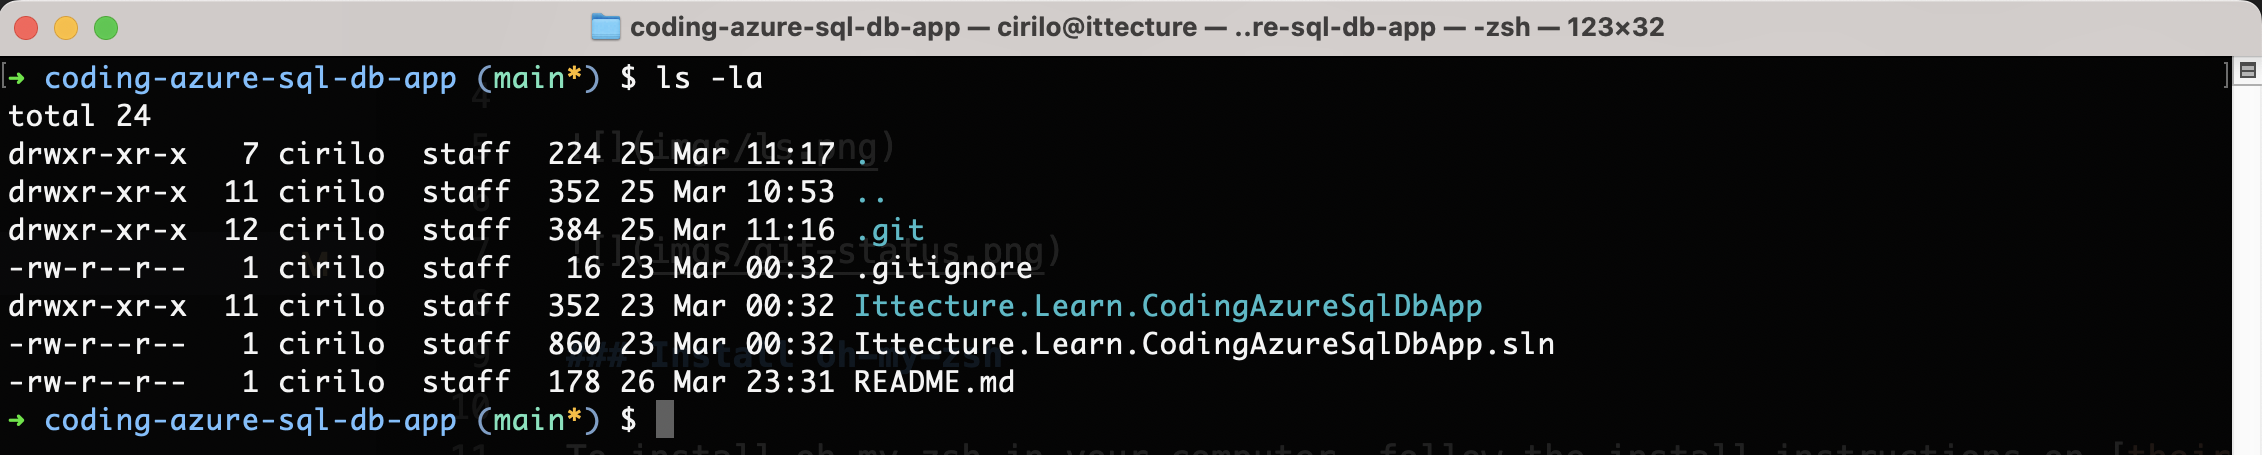 coding-azure-sql-db-app — cirilo@ittecture — ..re-sql-db-app — -zsh — 123×32
[➜ coding-azure-sql-db-app (main*) $ ls -la ]
total 24
drwxr-xr-x   7 cirilo  staff  224 25 Mar 11:17 .
drwxr-xr-x  11 cirilo  staff  352 25 Mar 10:53 ..
drwxr-xr-x  12 cirilo  staff  384 25 Mar 11:16 .git
-rw-r--r--   1 cirilo  staff   16 23 Mar 00:32 .gitignore
drwxr-xr-x  11 cirilo  staff  352 23 Mar 00:32 Ittecture.Learn.CodingAzureSqlDbApp
-rw-r--r--   1 cirilo  staff  860 23 Mar 00:32 Ittecture.Learn.CodingAzureSqlDbApp.sln
-rw-r--r--   1 cirilo  staff  178 26 Mar 23:31 README.md
➜ coding-azure-sql-db-app (main*) $